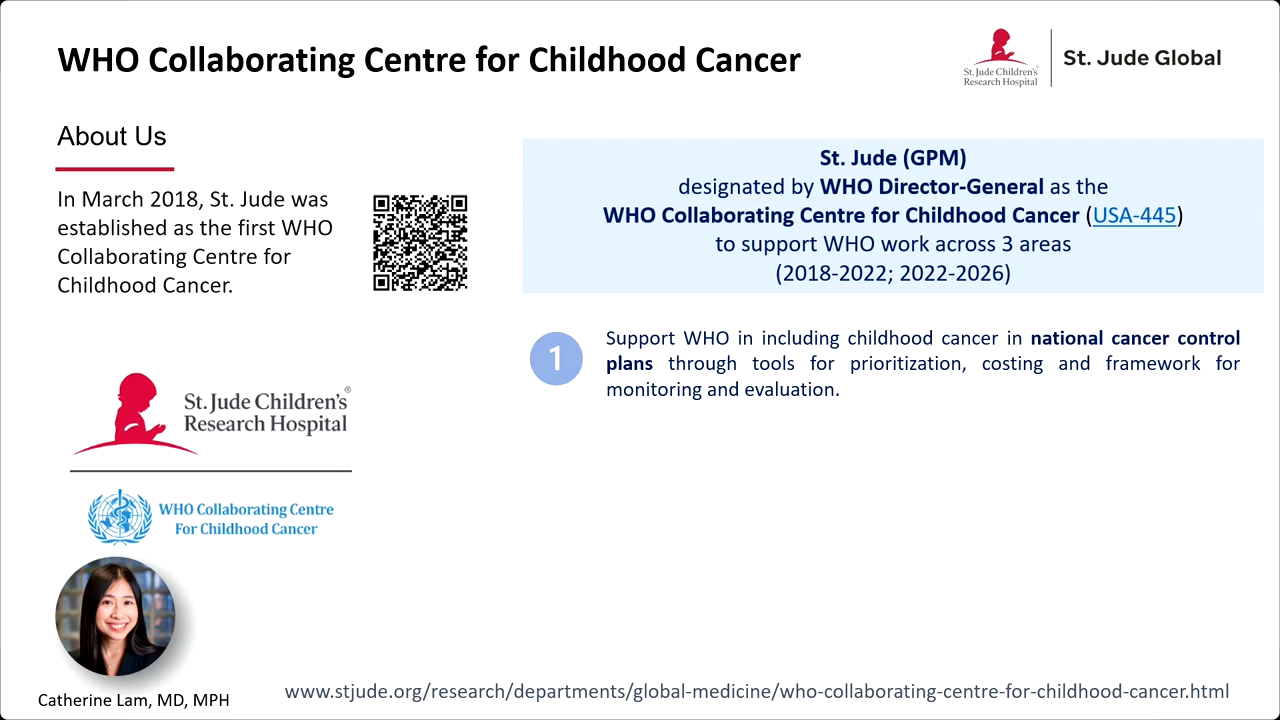 WHO Collaborating Centre for Childhood Cancer
St. Jude Children's
Research Hospital
St. Jude Global
About Us
In March 2018, St. Jude was
established as the first WHO
Collaborating Centre for
Childhood Cancer.
St. Jude (GPM)
designated by WHO Director-General as the
WHO Collaborating Centre for Childhood Cancer (USA-445)
to support WHO work across 3 areas
(2018-2022; 2022-2026)
1
Support WHO in including childhood cancer in national cancer control
plans through tools for prioritization, costing and framework for
monitoring and evaluation.
St. Jude Children's®
Research Hospital
WHO Collaborating Centre
For Childhood Cancer
Catherine Lam, MD, MPH
www.stjude.org/research/departments/global-medicine/who-collaborating-centre-for-childhood-cancer.html